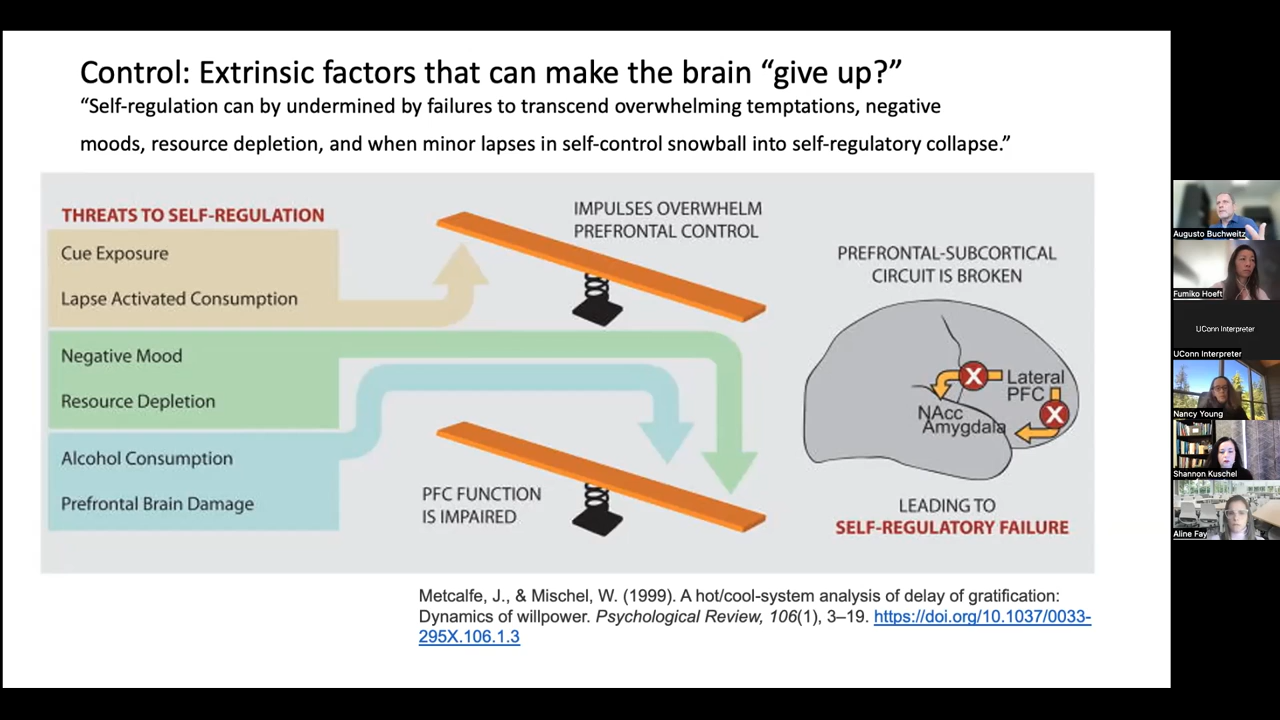 Control: Extrinsic factors that can make the brain “give up?”
“Self-regulation can by undermined by failures to transcend overwhelming temptations, negative
moods, resource depletion, and when minor lapses in self-control snowball into self-regulatory collapse.”
THREATS TO SELF-REGULATION
Cue Exposure
Lapse Activated Consumption
Negative Mood
Resource Depletion
Alcohol Consumption
Prefrontal Brain Damage
IMPULSES OVERWHELM
PREFRONTAL CONTROL
PFC FUNCTION
IS IMPAIRED
PREFRONTAL-SUBCORTICAL
CIRCUIT IS BROKEN
X
Lateral
PFC
X
NAcc
Amygdala
LEADING TO
SELF-REGULATORY FAILURE
Metcalfe, J., & Mischel, W. (1999). A hot/cool-system analysis of delay of gratification:
Dynamics of willpower. Psychological Review, 106(1), 3–19. https://doi.org/10.1037/0033-
295X.106.1.3
Augusto Buchweitz
Fumiko Hoeft
UConn Interpreter
UConn Interpreter
Nancy Young
Shannon Kuschel
Aline Fay